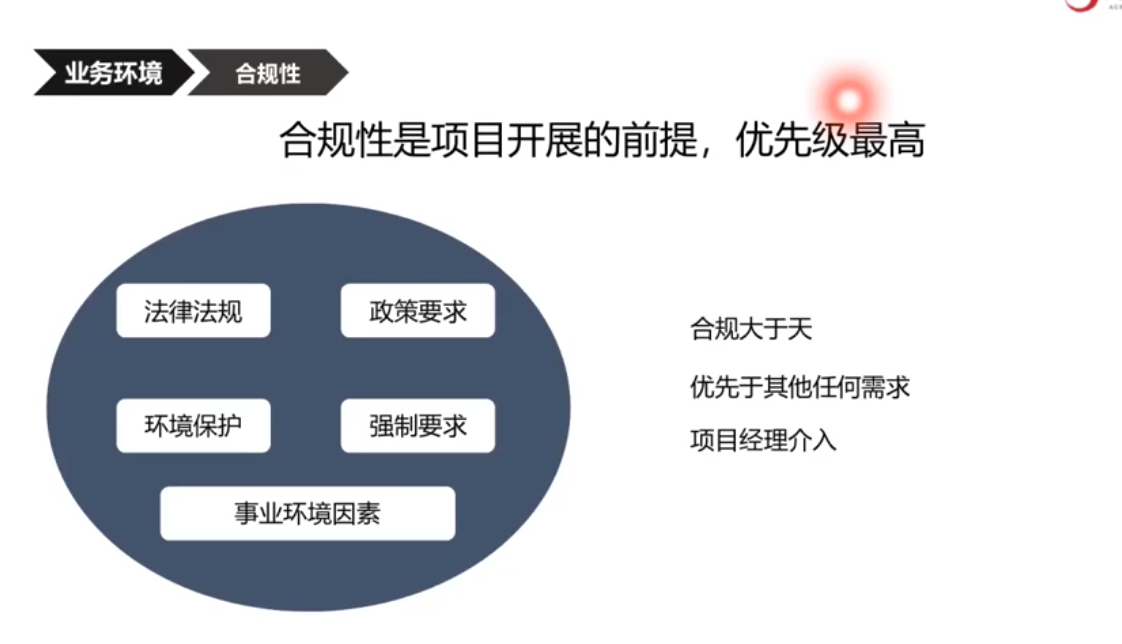 业务环境
合规性
合规性是项目开展的前提，优先级最高
法律法规
政策要求
环境保护
强制要求
事业环境因素
合规大于天
优先于其他任何需求
项目经理介入